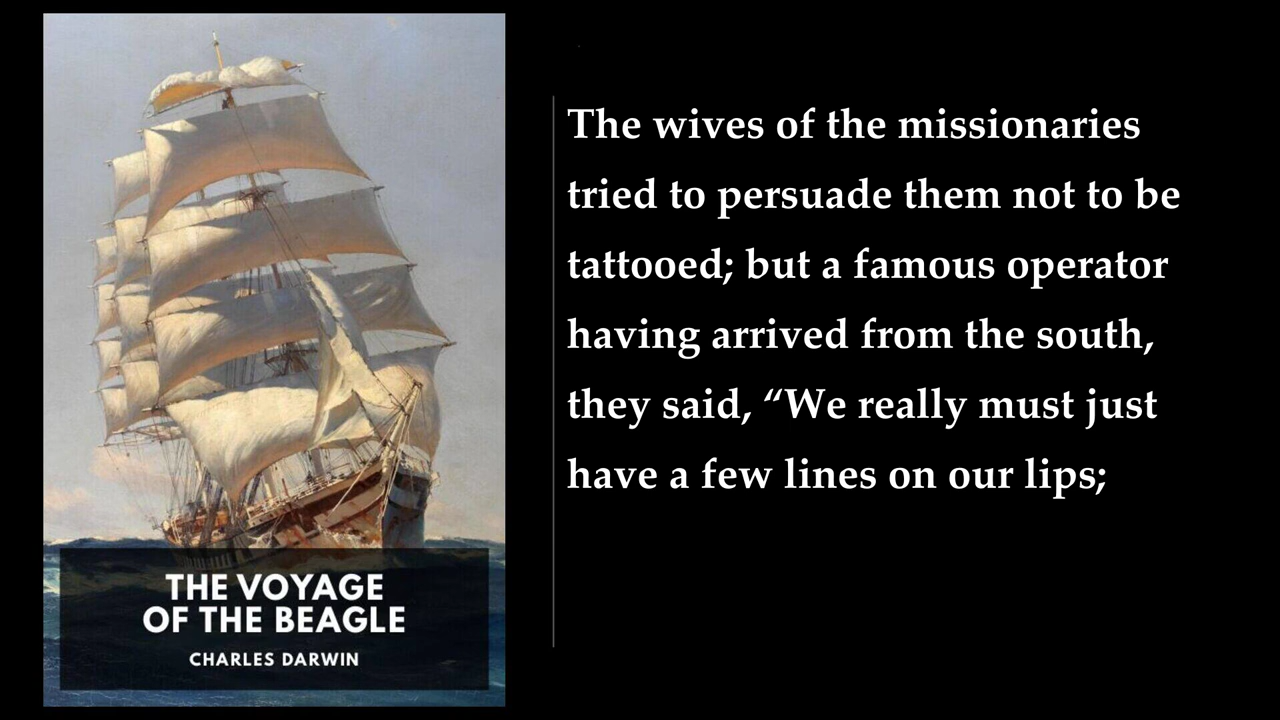 THE VOYAGE
OF THE BEAGLE
CHARLES DARWIN
The wives of the missionaries
tried to persuade them not to be
tattooed; but a famous operator
having arrived from the south,
they said, “We really must just
have a few lines on our lips;